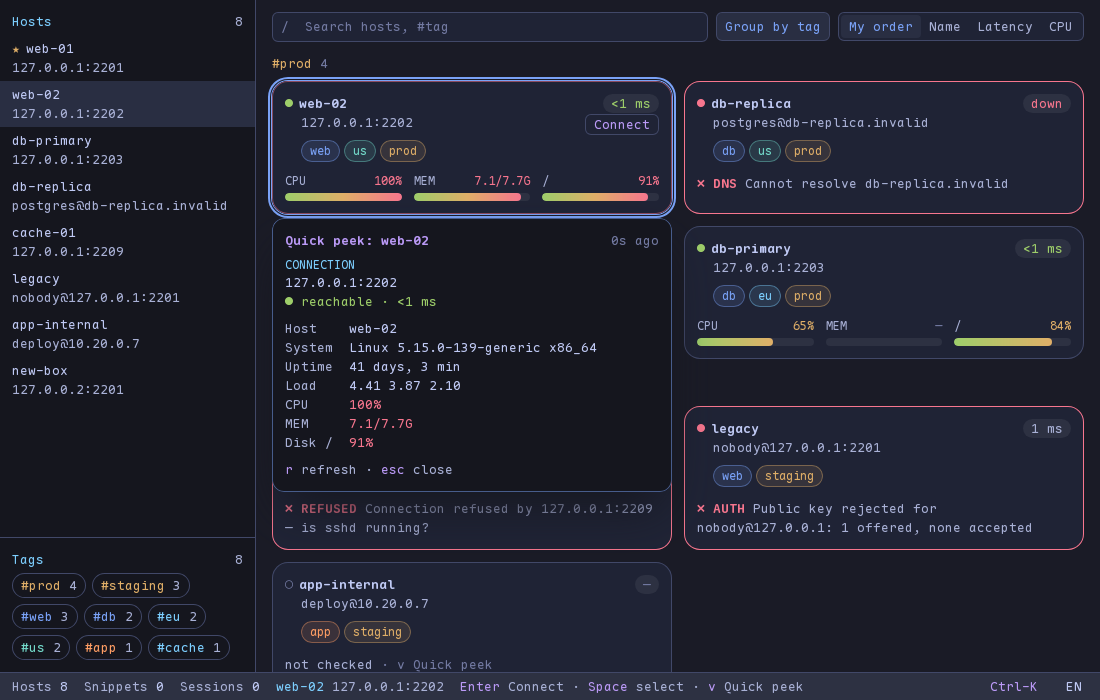 Hosts 8
★ web-01
127.0.0.1:2201
web-02
127.0.0.1:2202
db-primary
127.0.0.1:2203
db-replica
postgres@db-replica.invalid
cache-01
127.0.0.1:2209
legacy
nobody@127.0.0.1:2201
app-internal
deploy@10.20.0.7
new-box
127.0.0.2:2201
Tags 8
#prod 4 #staging 3
#web 3 #db 2 #eu 2
#us 2 #app 1 #cache 1
/ Search hosts, #tag
Group by tag
My order Name Latency CPU
#prod 4
web-02 <1 ms
127.0.0.1:2202 Connect
web us prod
CPU 100% MEM 7.1/7.7G / 91%
Quick peek: web-02 0s ago
CONNECTION
127.0.0.1:2202
reachable · <1 ms
Host web-02
System Linux 5.15.0-139-generic x86_64
Uptime 41 days, 3 min
Load 4.41 3.87 2.10
CPU 100%
MEM 7.1/7.7G
Disk / 91%
r refresh · esc close
× REFUSED Connection refused by 127.0.0.1:2209
— is sshd running?
app-internal —
deploy@10.20.0.7
app staging
not checked · v Quick peek
db-replica down
postgres@db-replica.invalid
db us prod
× DNS Cannot resolve db-replica.invalid
db-primary <1 ms
127.0.0.1:2203
db eu prod
CPU 65% MEM — / 84%
legacy 1 ms
nobody@127.0.0.1:2201
web staging
× AUTH Public key rejected for
nobody@127.0.0.1: 1 offered, none accepted
Hosts 8 Snippets 0 Sessions 0 web-02 127.0.0.1:2202 Enter Connect · Space select · v Quick peek Ctrl-K EN